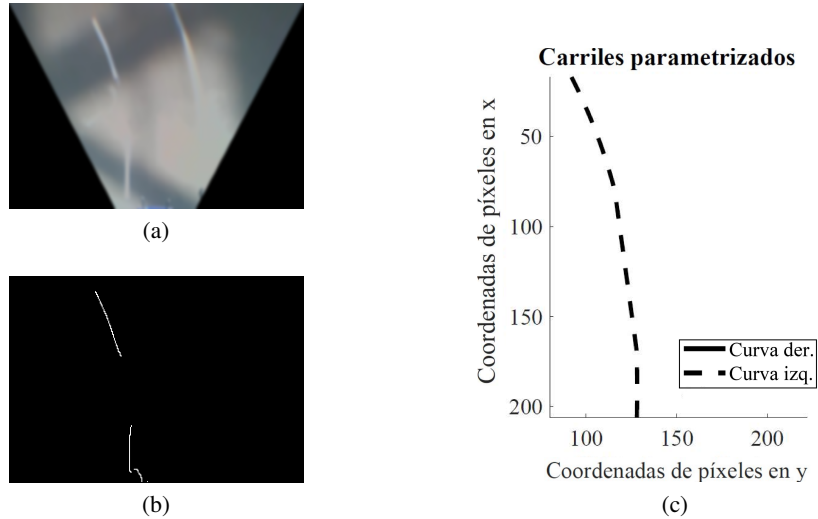 (a)
(b)
Carriles parametrizados
Coordenadas de píxeles en x
50
100
150
200
Curva der.
Curva izq.
100
150
200
Coordenadas de píxeles en y
(c)